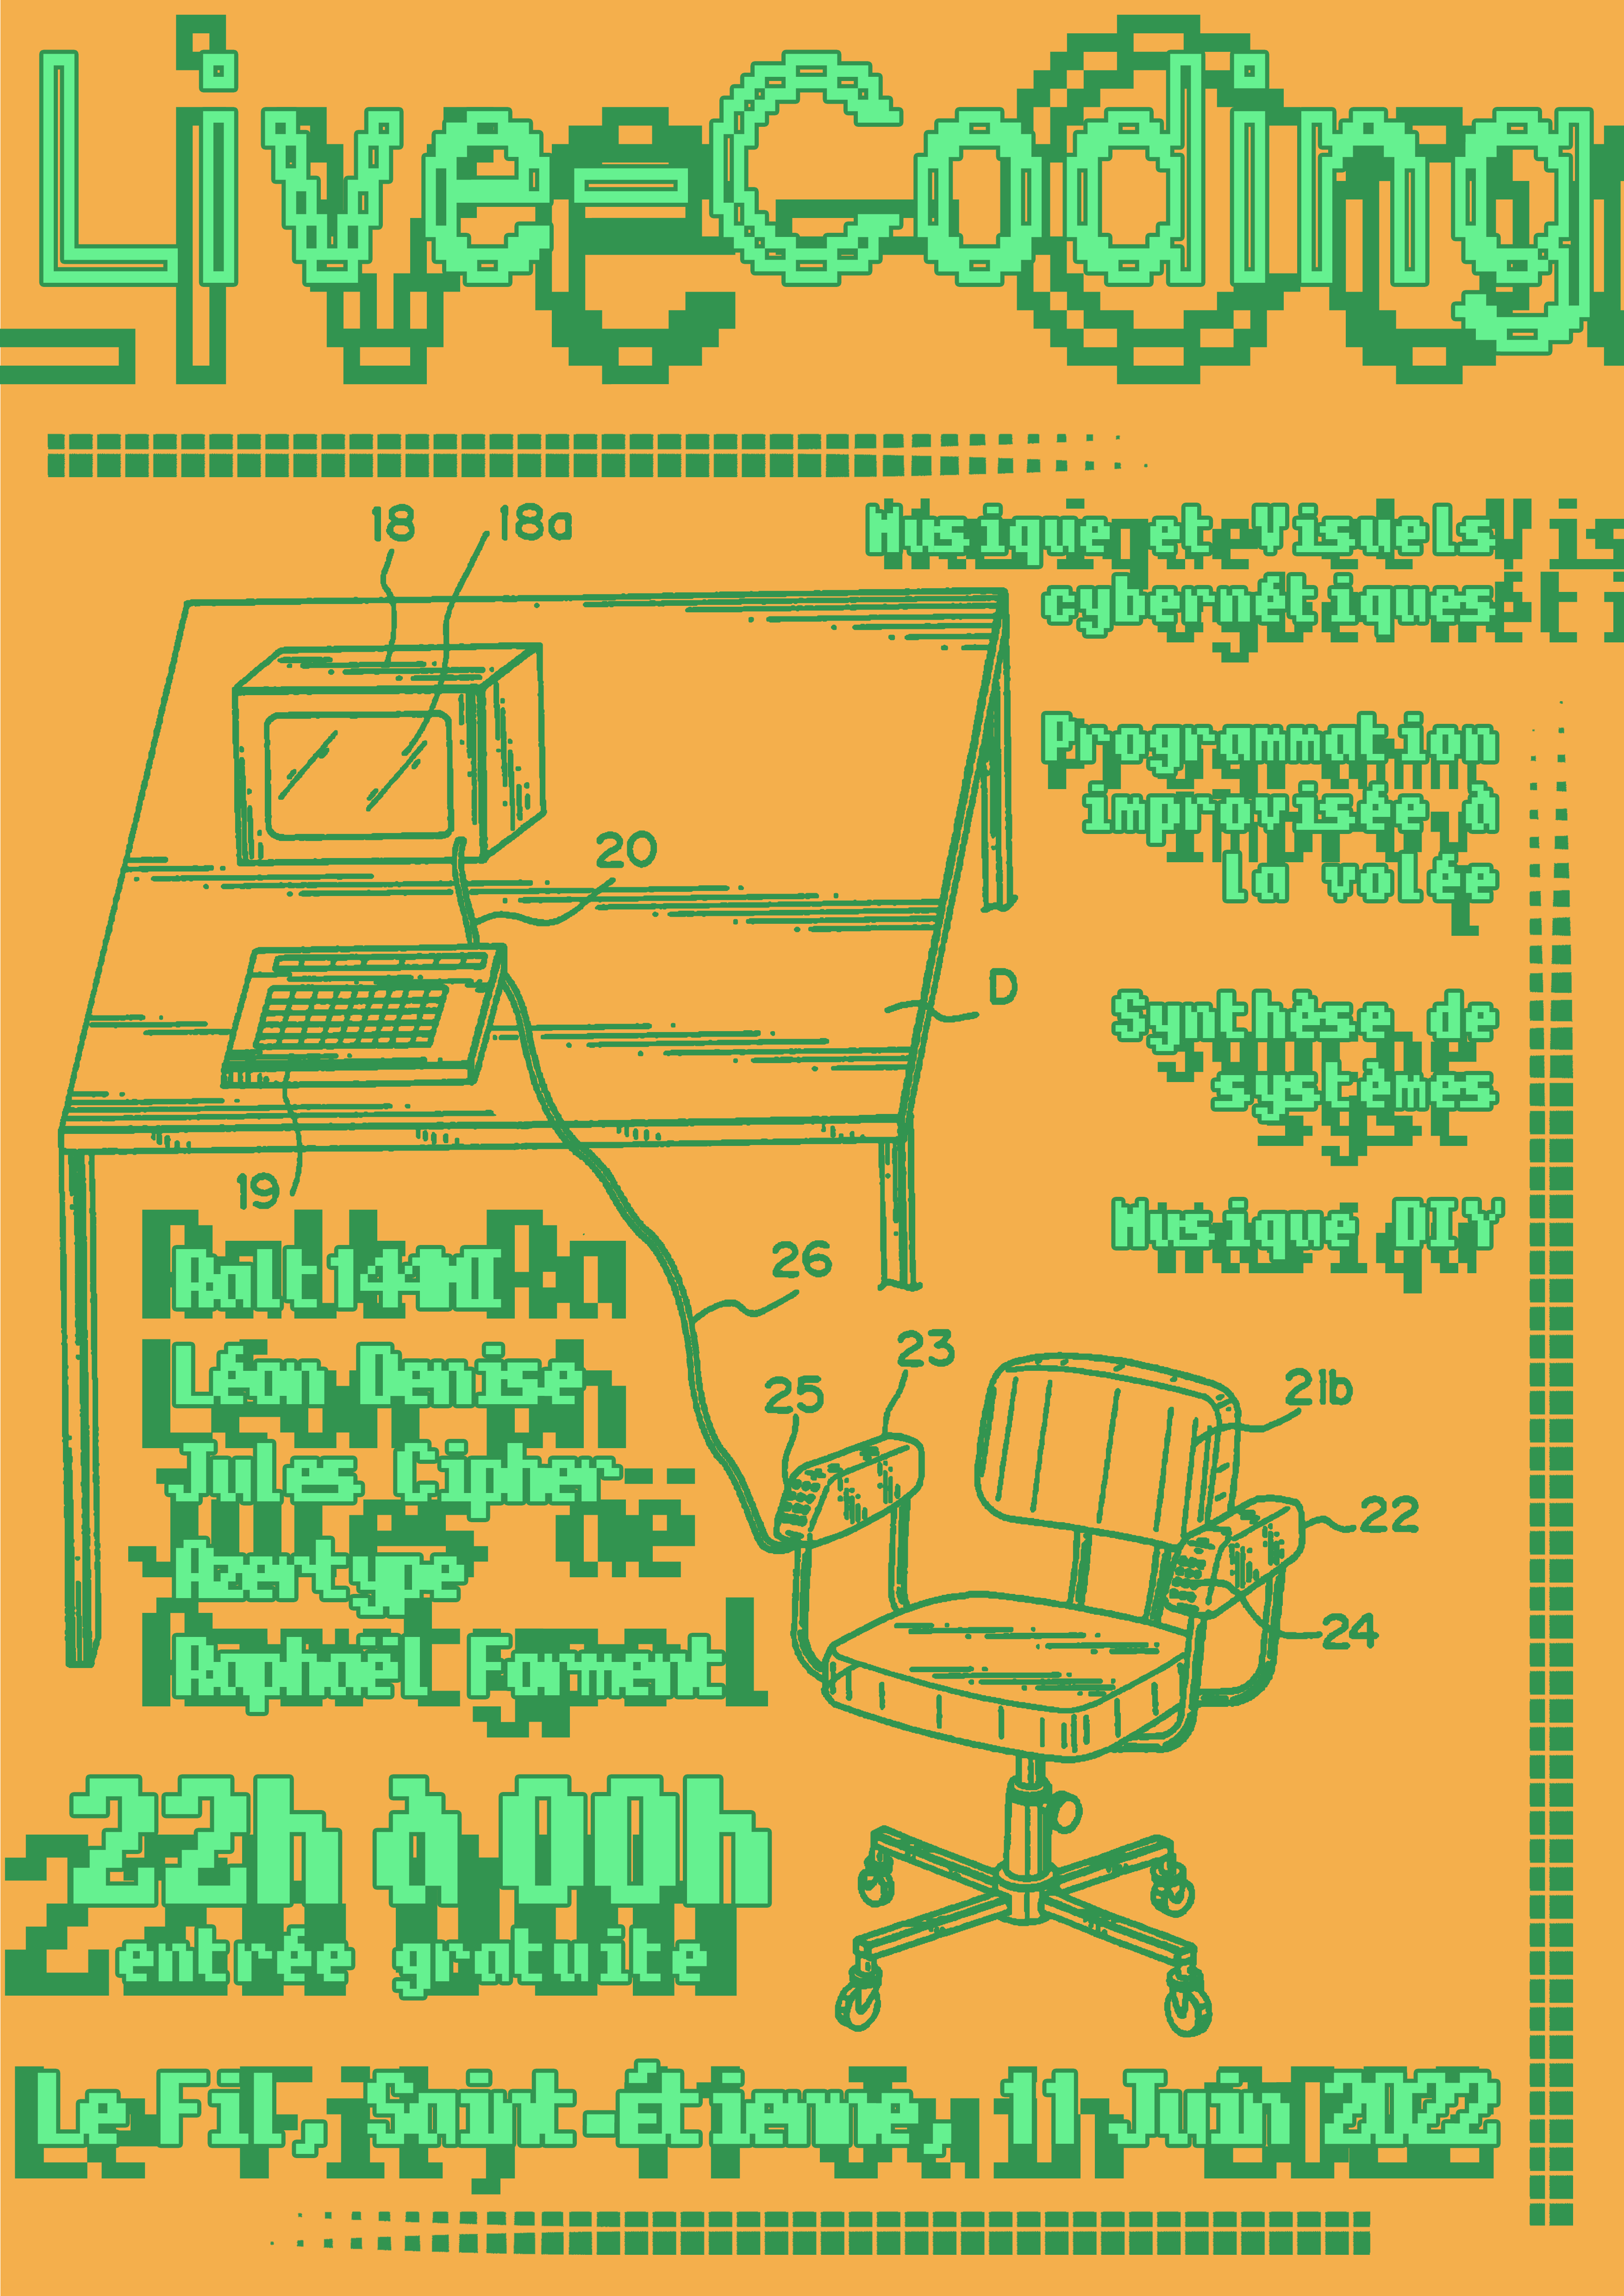 Live-Coding
18
18a
Musique et Visuels
cybernétiques
Programmation
improvisée à
la volée
20
D
Synthèse de
systèmes
19
Musique DIY
26
Léon Denise
23
25
21b
Jules Cipher
22
Azertype
24
Raphaël Forment
22h à 00h
entrée gratuite
Le Fil, Saint-Étienne, 11 Juin 2022